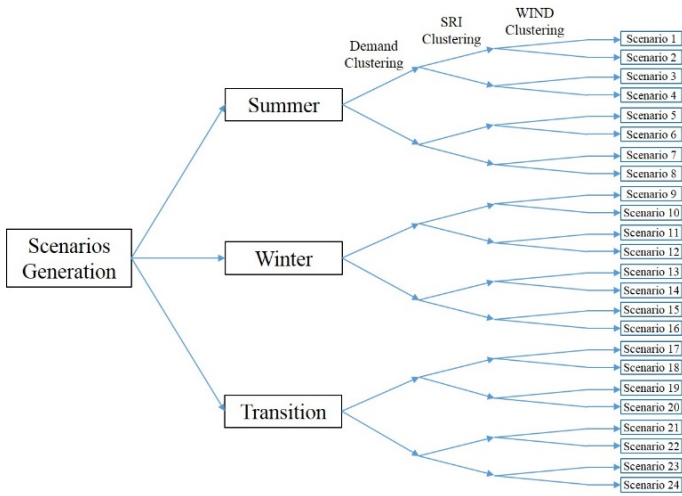 WIND
Clustering
SRI
Clustering
Demand
Clustering
Scenario 1
Scenario 2
Scenario 3
Scenario 4
Summer
Scenario 5
Scenario 6
Scenario 7
Scenario 8
Scenario 9
Scenario 10
Scenario 11
Scenario 12
Scenarios
Generation
Winter
Scenario 13
Scenario 14
Scenario 15
Scenario 16
Scenario 17
Scenario 18
Scenario 19
Scenario 20
Transition
Scenario 21
Scenario 22
Scenario 23
Scenario 24